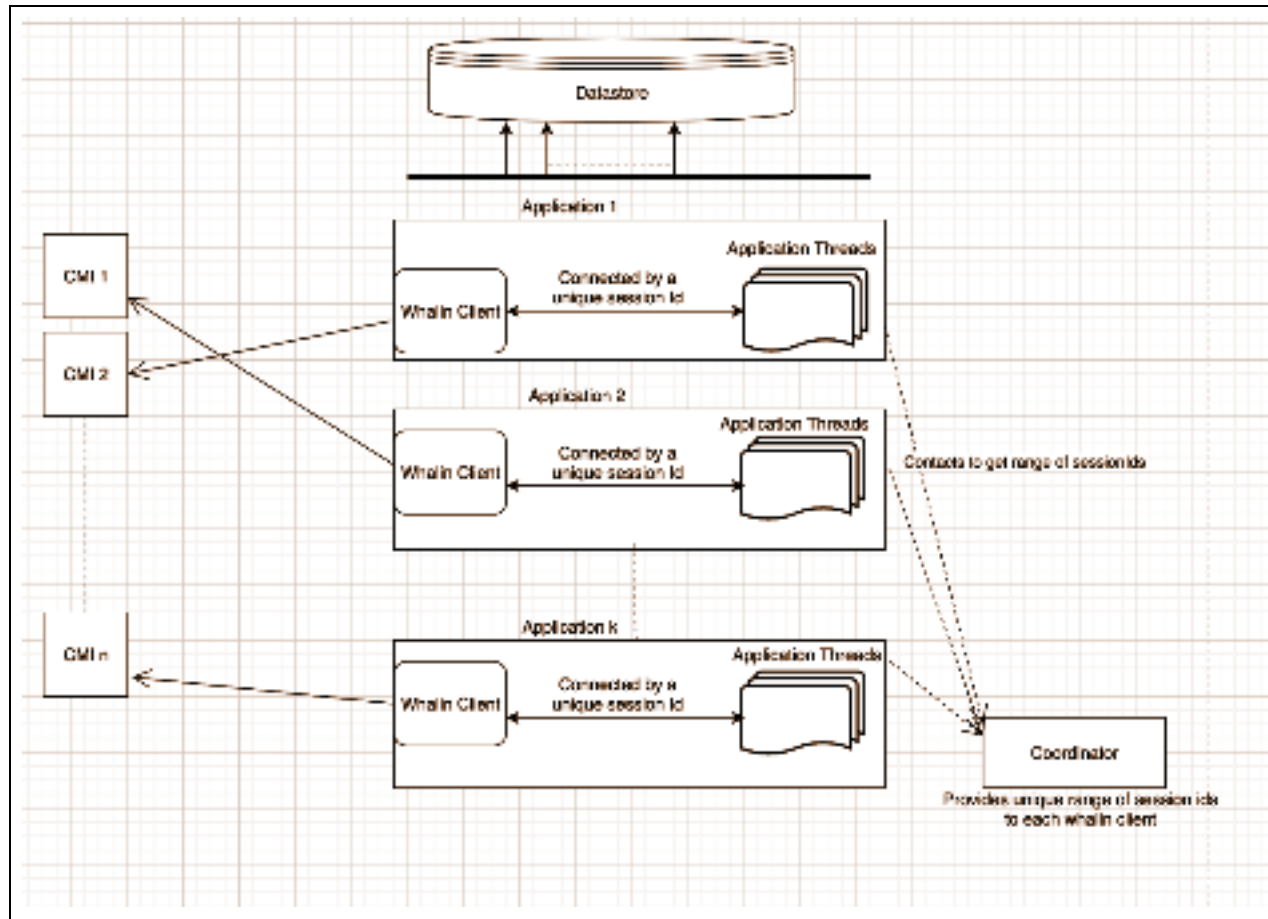 Datastore
Application 1
CMI 1
Application Threads
Connected by a
unique session Id
Whalin Client
CMI 2
Application 2
Application Threads
Connected by a
unique session Id
Whalin Client
Contacts to get range of session ids
Application k
CMI n
Application Threads
Connected by a
unique session Id
Whalin Client
Coordinator
Provides unique range of session ids
to each whalin client